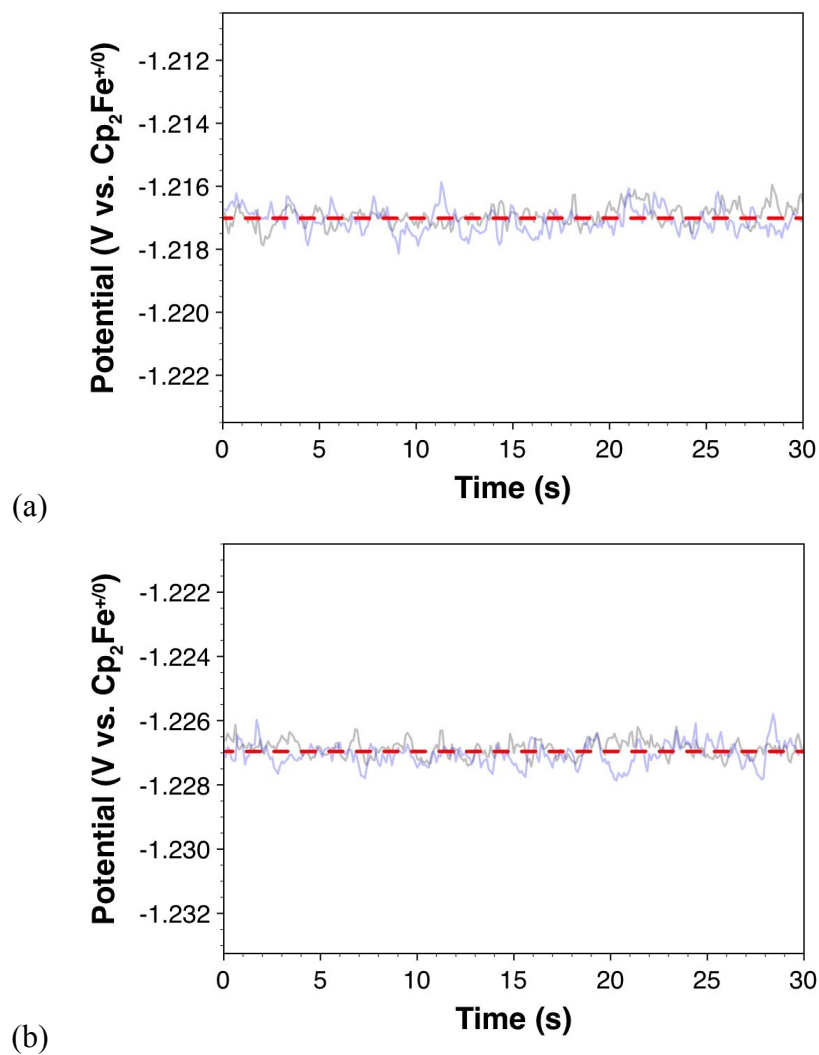 Potential (V vs. Cp₂Fe⁺/⁰)
-1.212
-1.214
-1.216
-1.218
-1.220
-1.222
0 5 10 15 20 25 30
Time (s)
(a)
Potential (V vs. Cp₂Fe⁺/⁰)
-1.222
-1.224
-1.226
-1.228
-1.230
-1.232
0 5 10 15 20 25 30
Time (s)
(b)